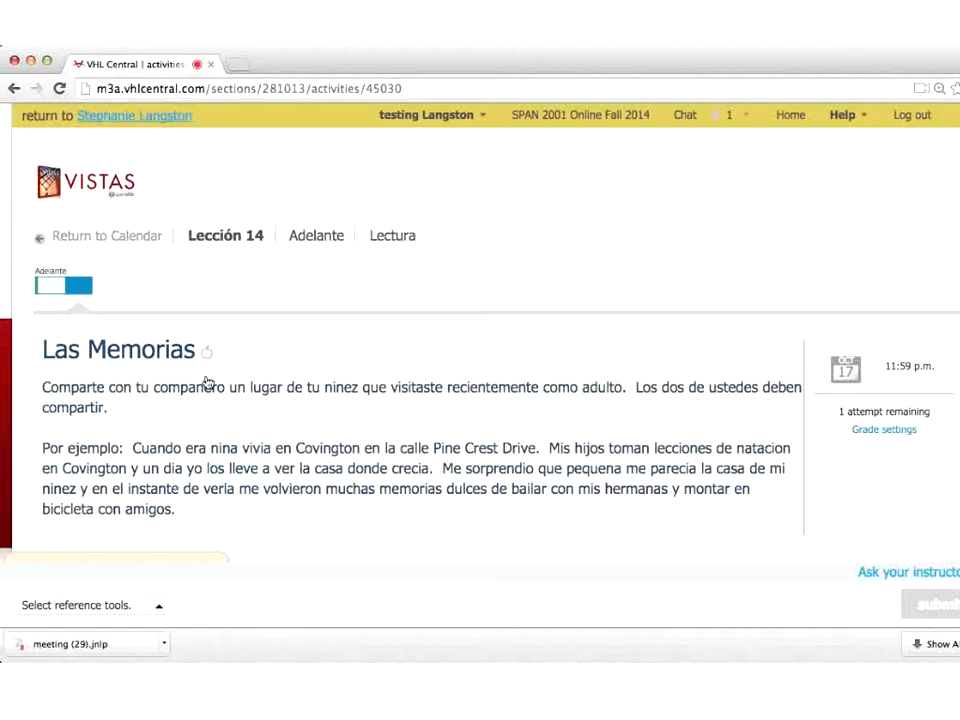 VHL Central | activities
m3a.vhlcentral.com/sections/281013/activities/45030
return to Stephanie Langston testing Langston SPAN 2001 Online Fall 2014 Chat 1 Home Help Log out
VISTAS
Return to Calendar Lección 14 Adelante Lectura
Adelante
Las Memorias
Comparte con tu companero un lugar de tu ninez que visitaste recientemente como adulto. Los dos de ustedes deben
compartir.
Por ejemplo: Cuando era nina vivia en Covington en la calle Pine Crest Drive. Mis hijos toman lecciones de natacion
en Covington y un dia yo los lleve a ver la casa donde crecia. Me sorprendio que pequena me parecia la casa de mi
ninez y en el instante de verla me volvieron muchas memorias dulces de bailar con mis hermanas y montar en
bicicleta con amigos.
OCT
17
11:59 p.m.
1 attempt remaining
Grade settings
Ask your instructo
Select reference tools.
submi
meeting (29).jnlp
Show Al